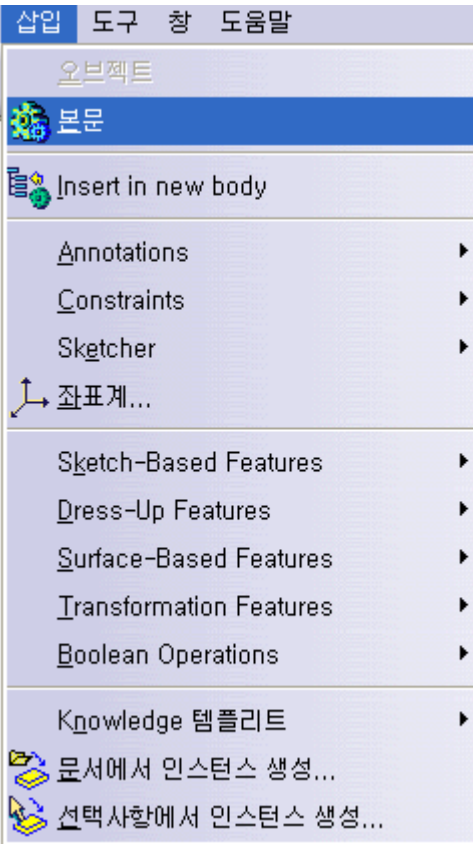 삽입 도구 창 도움말
오브젝트
본문
Insert in new body
Annotations
Constraints
Sketcher
좌표계...
Sketch-Based Features
Dress-Up Features
Surface-Based Features
Transformation Features
Boolean Operations
Knowledge 템플리트
문서에서 인스턴스 생성...
선택사항에서 인스턴스 생성...